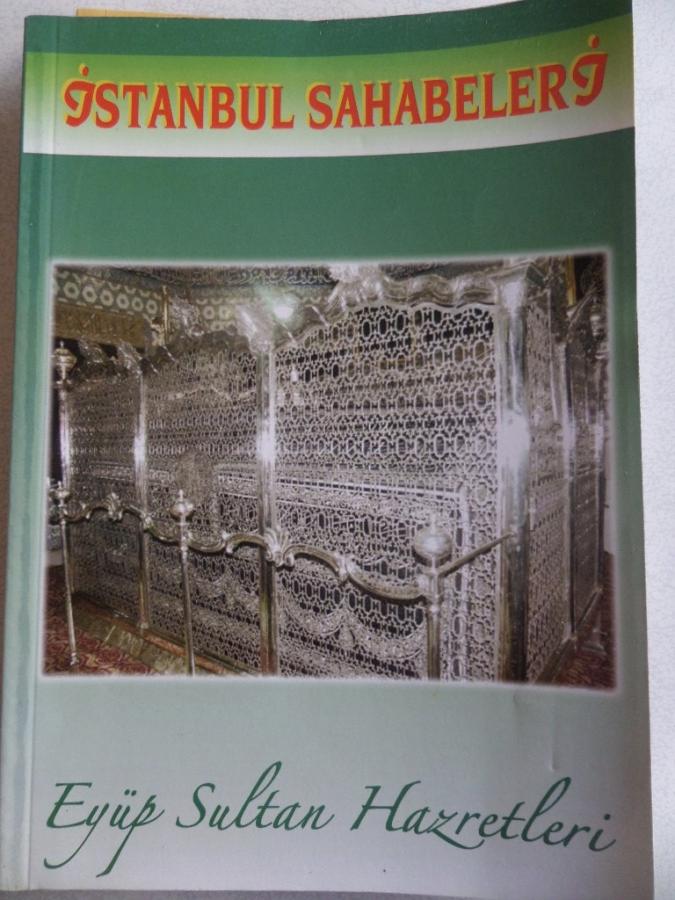 İSTANBUL SAHABELERİ
Eyüp Sultan Hazretleri